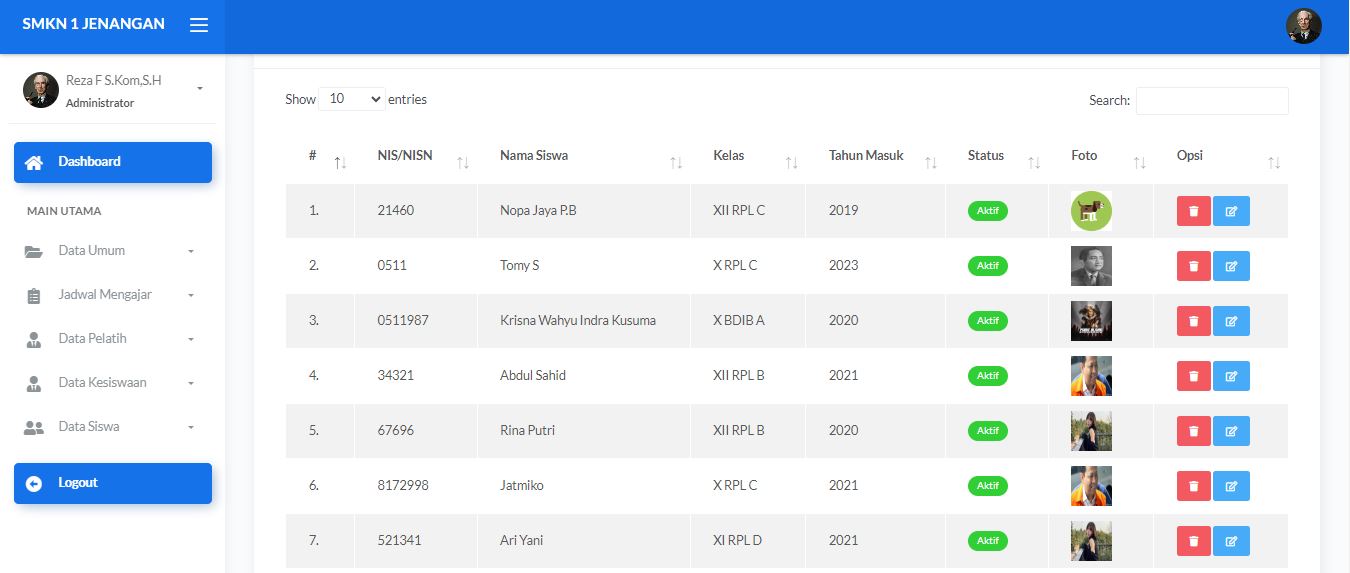 SMKN 1 JENANGAN
Reza F S.Kom,S.H
Administrator
Dashboard
MAIN UTAMA
Data Umum
Jadwal Mengajar
Data Pelatih
Data Kesiswaan
Data Siswa
Logout
Show 10 entries
Search:
# NIS/NISN Nama Siswa Kelas Tahun Masuk Status Foto Opsi
1. 21460 Nopa Jaya P.B XII RPL C 2019 Aktif
2. 0511 Tomy S X RPL C 2023 Aktif
3. 0511987 Krisna Wahyu Indra Kusuma X BDIB A 2020 Aktif
4. 34321 Abdul Sahid XII RPL B 2021 Aktif
5. 67696 Rina Putri XII RPL B 2020 Aktif
6. 8172998 Jatmiko X RPL C 2021 Aktif
7. 521341 Ari Yani XI RPL D 2021 Aktif